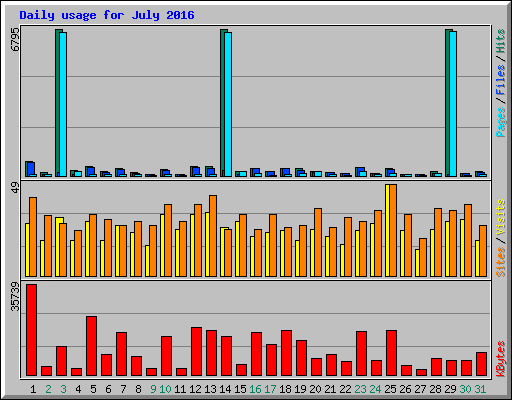 Daily usage for July 2016
6795
Pages / Files / Hits
49
Sites / Visits
35739
KBytes
1 2 3 4 5 6 7 8 9 10 11 12 13 14 15 16 17 18 19 20 21 22 23 24 25 26 27 28 29 30 31